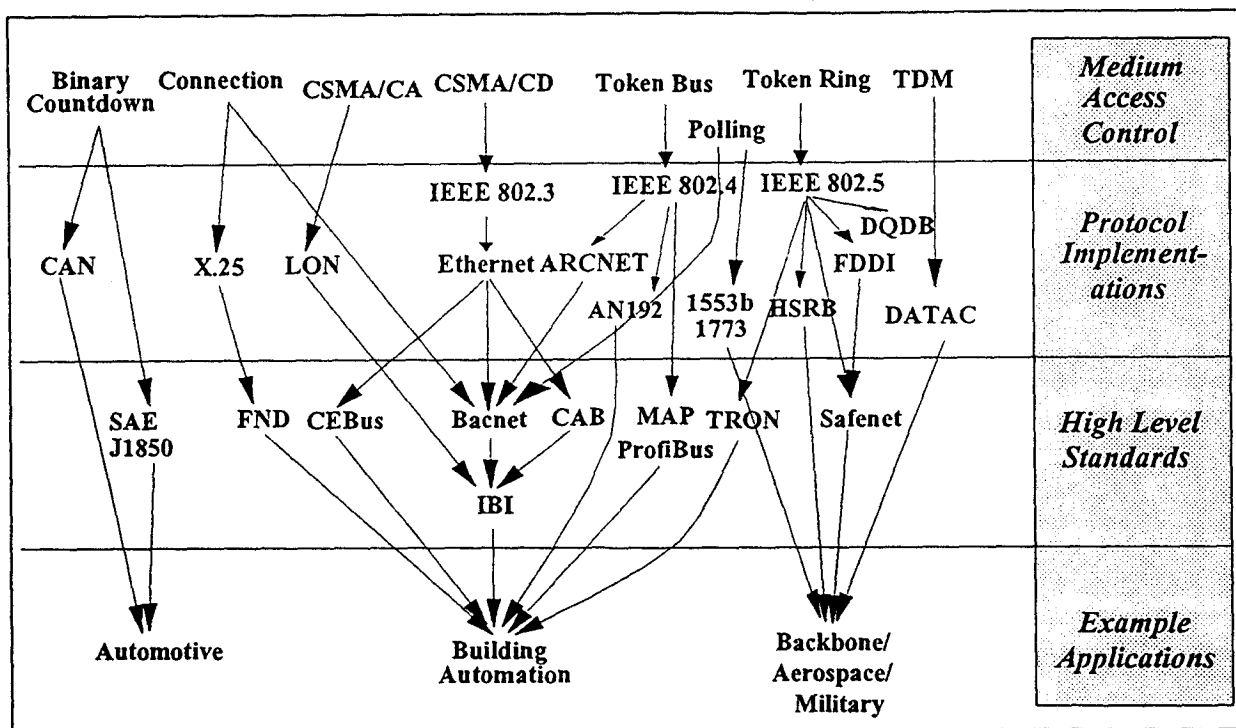 Binary
Countdown
Connection
CSMA/CA
CSMA/CD
Token Bus
Polling
Token Ring
TDM
Medium
Access
Control
IEEE 802.3
IEEE 802.4
IEEE 802.5
DQDB
CAN
X.25
LON
Ethernet
ARCNET
FDDI
AN192
1553b
1773
HSRB
DATAC
Protocol
Implement-
ations
SAE
J1850
FND
CEBus
Bacnet
CAB
MAP
ProfiBus
TRON
Safenet
IBI
High Level
Standards
Automotive
Building
Automation
Backbone/
Aerospace/
Military
Example
Applications